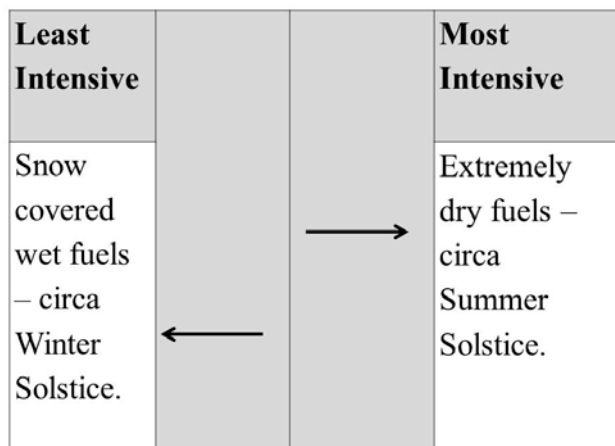 Least
Intensive
Most
Intensive
Snow
covered
wet fuels
– circa
Winter
Solstice.
Extremely
dry fuels –
circa
Summer
Solstice.